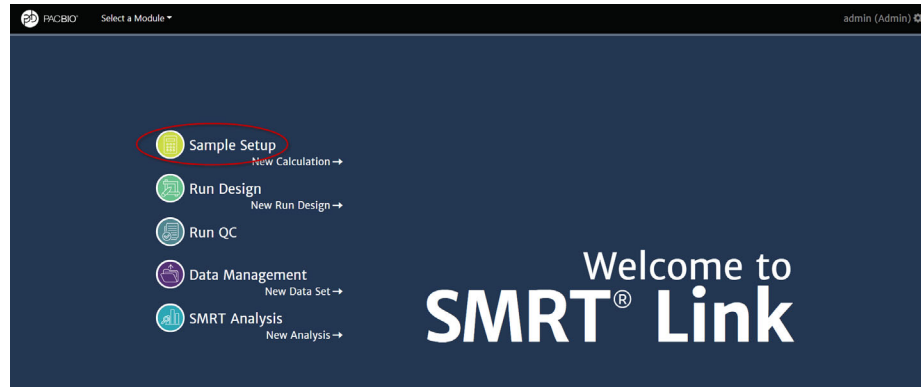 PACBIO® Select a Module admin (Admin)
Sample Setup
New Calculation →
Run Design
New Run Design →
Run QC
Data Management
New Data Set →
SMRT Analysis
New Analysis →
Welcome to
SMRT® Link